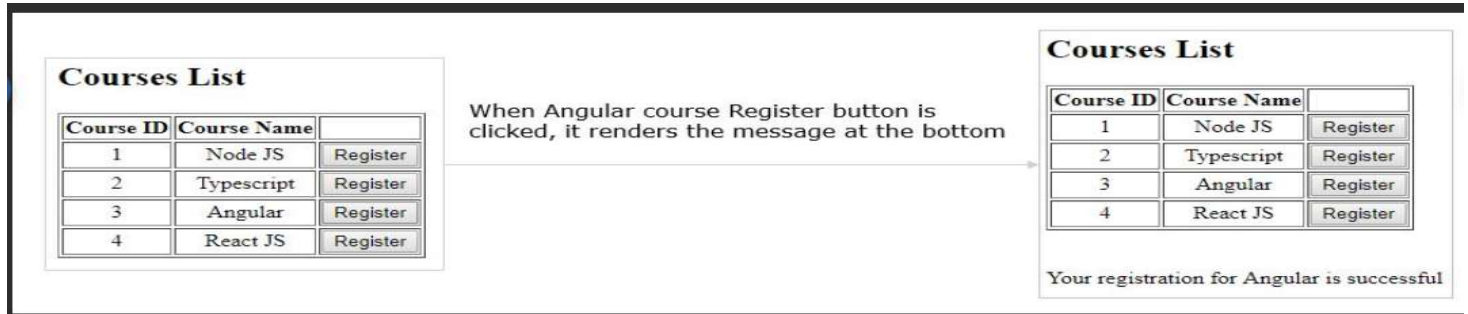 Courses List
Course ID Course Name
1 Node JS Register
2 Typescript Register
3 Angular Register
4 React JS Register
When Angular course Register button is
clicked, it renders the message at the bottom
Courses List
Course ID Course Name
1 Node JS Register
2 Typescript Register
3 Angular Register
4 React JS Register
Your registration for Angular is successful